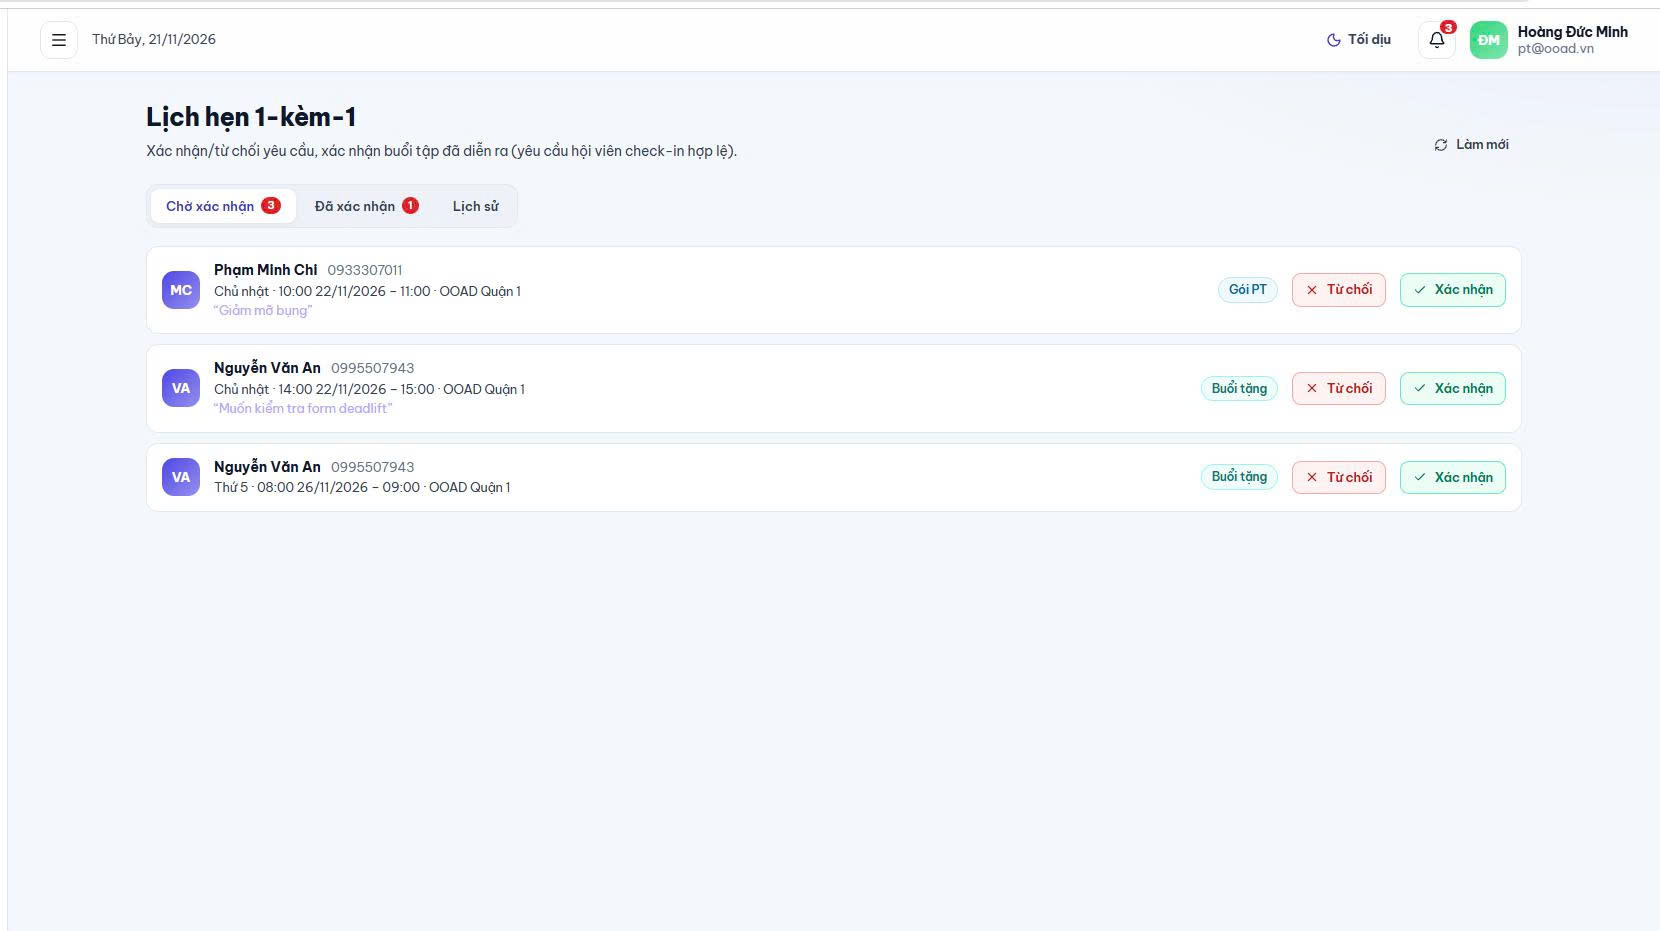 Thứ Bảy, 21/11/2026
Tối dịu
3
ĐM
Hoàng Đức Minh
pt@ooad.vn
Lịch hẹn 1-kèm-1
Xác nhận/từ chối yêu cầu, xác nhận buổi tập đã diễn ra (yêu cầu hội viên check-in hợp lệ).
Làm mới
Chờ xác nhận 3
Đã xác nhận 1
Lịch sử
MC
Phạm Minh Chi 0933307011
Chủ nhật · 10:00 22/11/2026 – 11:00 · OOAD Quận 1
“Giảm mỡ bụng”
Gói PT
Từ chối
Xác nhận
VA
Nguyễn Văn An 0995507943
Chủ nhật · 14:00 22/11/2026 – 15:00 · OOAD Quận 1
“Muốn kiểm tra form deadlift”
Buổi tặng
Từ chối
Xác nhận
VA
Nguyễn Văn An 0995507943
Thứ 5 · 08:00 26/11/2026 – 09:00 · OOAD Quận 1
Buổi tặng
Từ chối
Xác nhận